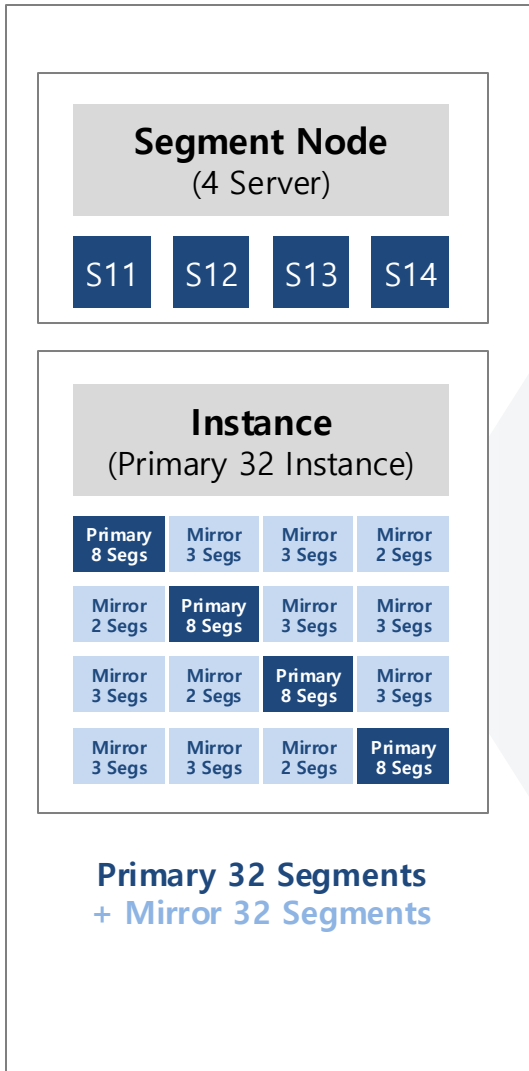 Segment Node
(4 Server)
S11 S12 S13 S14
Instance
(Primary 32 Instance)
Primary Mirror Mirror Mirror
8 Segs 3 Segs 3 Segs 2 Segs
Mirror Primary Mirror Mirror
2 Segs 8 Segs 3 Segs 3 Segs
Mirror Mirror Primary Mirror
3 Segs 2 Segs 8 Segs 3 Segs
Mirror Mirror Mirror Primary
3 Segs 3 Segs 2 Segs 8 Segs
Primary 32 Segments
+ Mirror 32 Segments